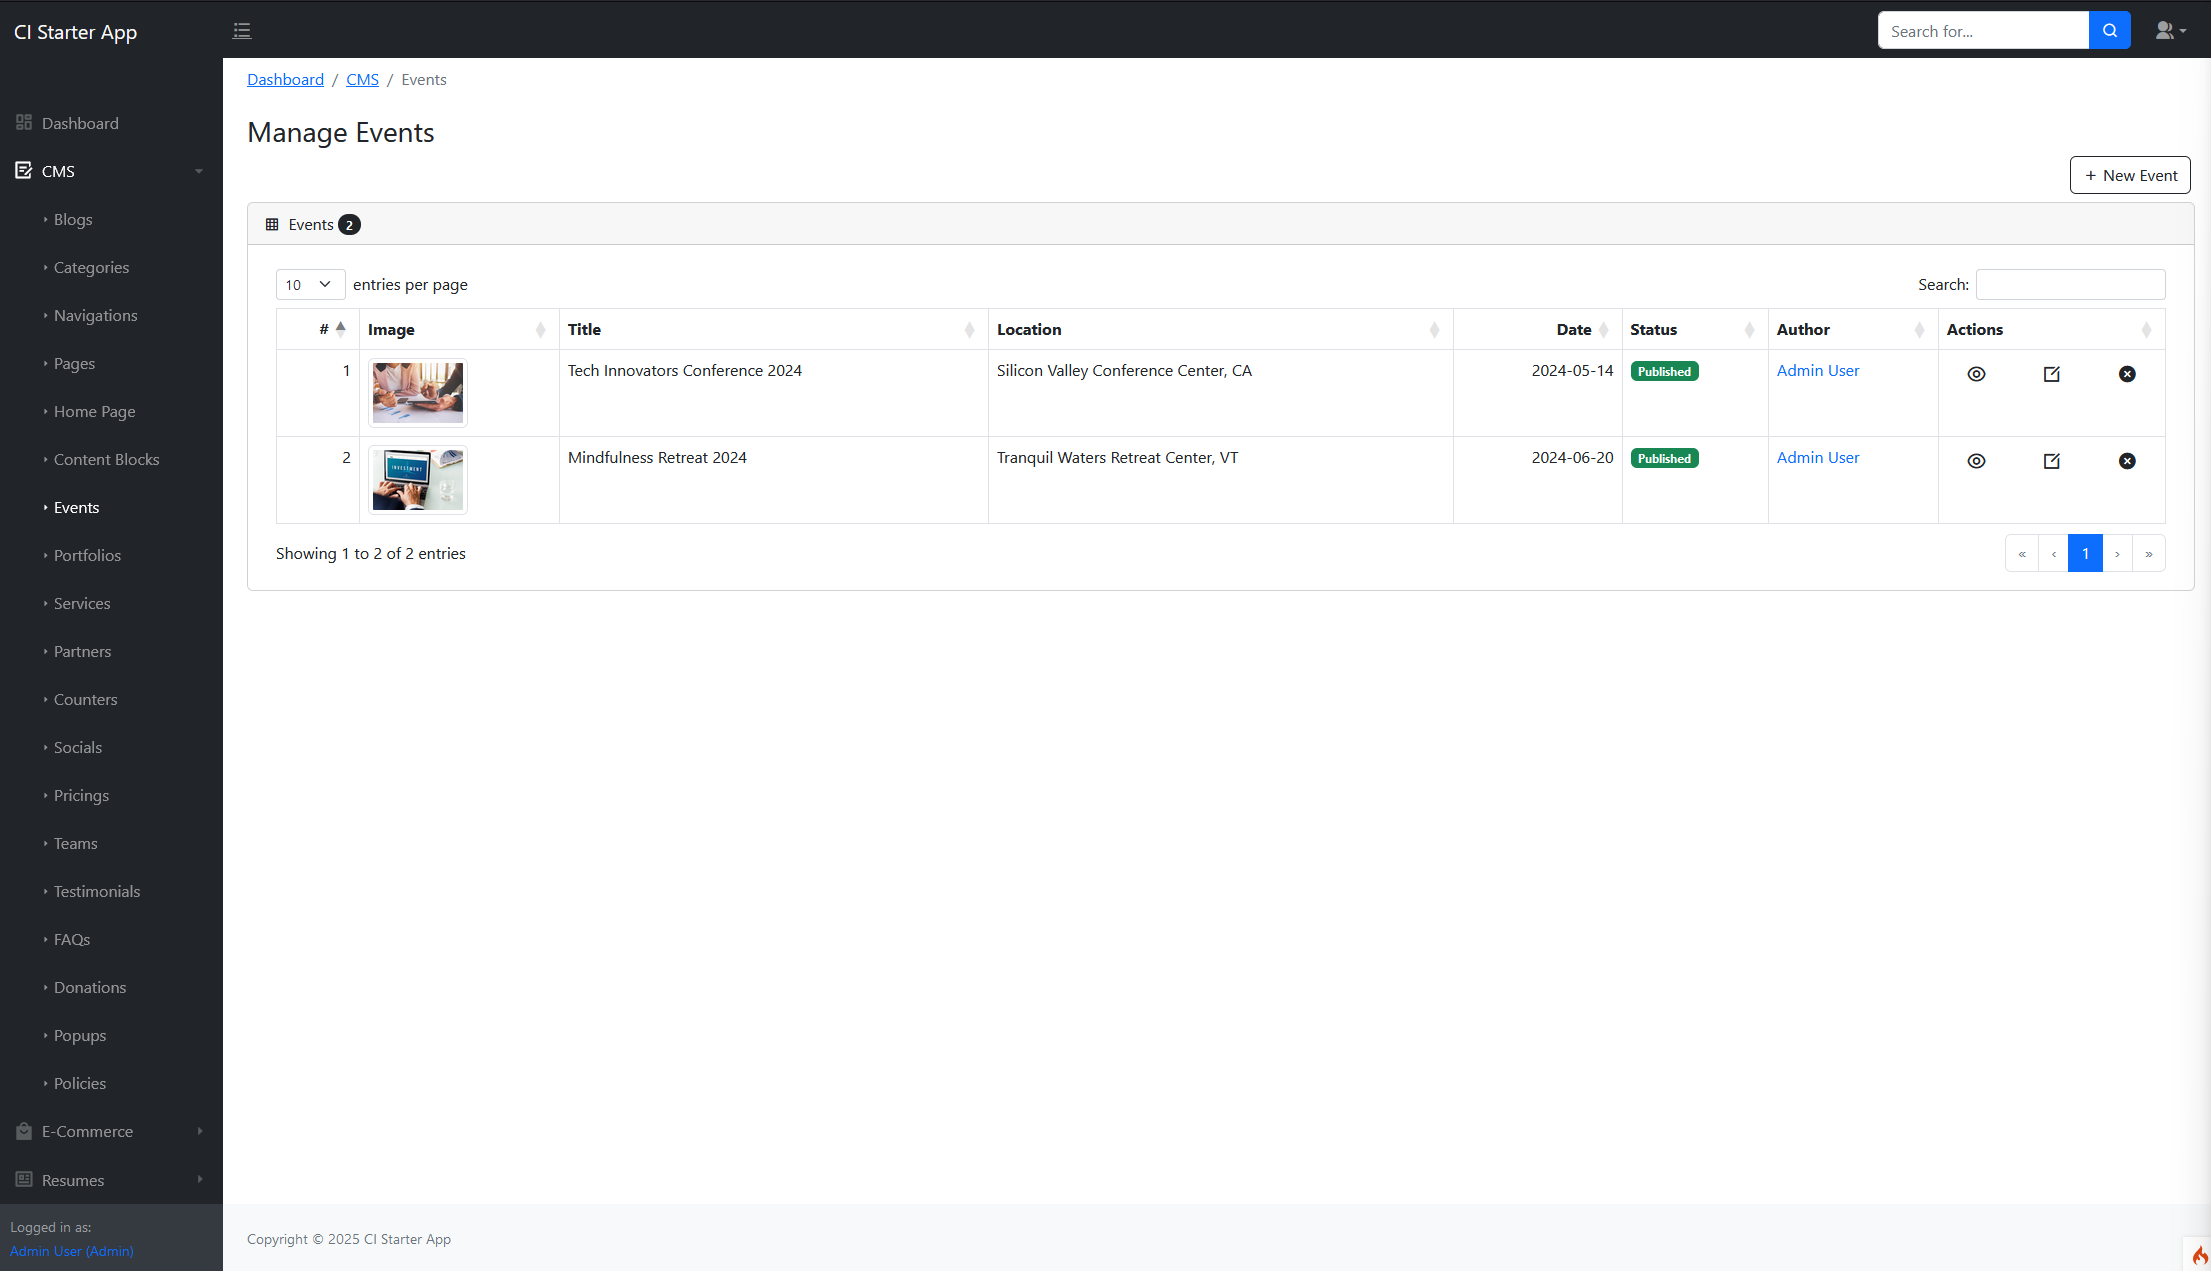 CI Starter App
Search for...
Dashboard
CMS
Blogs
Categories
Navigations
Pages
Home Page
Content Blocks
Events
Portfolios
Services
Partners
Counters
Socials
Pricings
Teams
Testimonials
FAQs
Donations
Popups
Policies
E-Commerce
Resumes
Logged in as:
Admin User (Admin)
Dashboard / CMS / Events
Manage Events
+ New Event
Events 2
10 entries per page
Search:
# Image Title Location Date Status Author Actions
1 Tech Innovators Conference 2024 Silicon Valley Conference Center, CA 2024-05-14 Published Admin User
2 INVESTMENT Mindfulness Retreat 2024 Tranquil Waters Retreat Center, VT 2024-06-20 Published Admin User
Showing 1 to 2 of 2 entries
« ‹ 1 › »
Copyright © 2025 CI Starter App